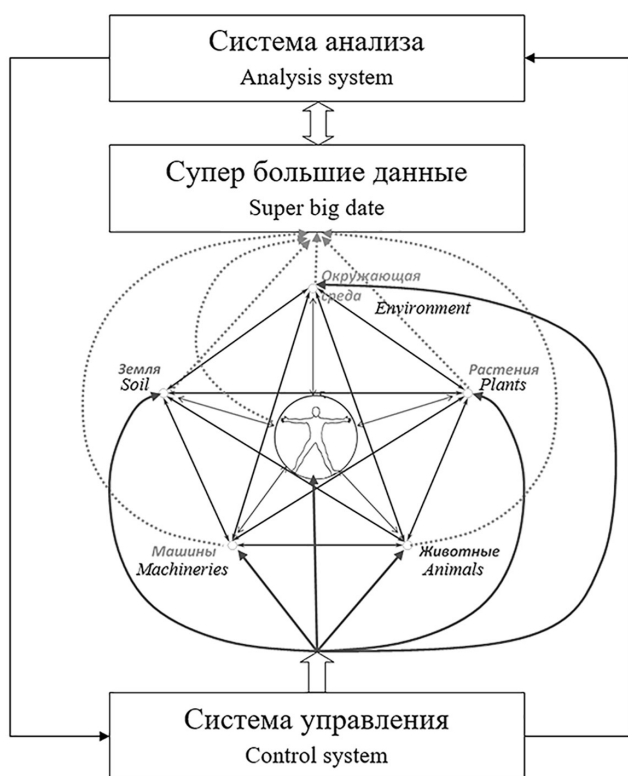 Система анализа
Analysis system
Супер большие данные
Super big date
Окружающая
среда
Environment
Земля
Soil
Растения
Plants
Машины
Machineries
Животные
Animals
Система управления
Control system